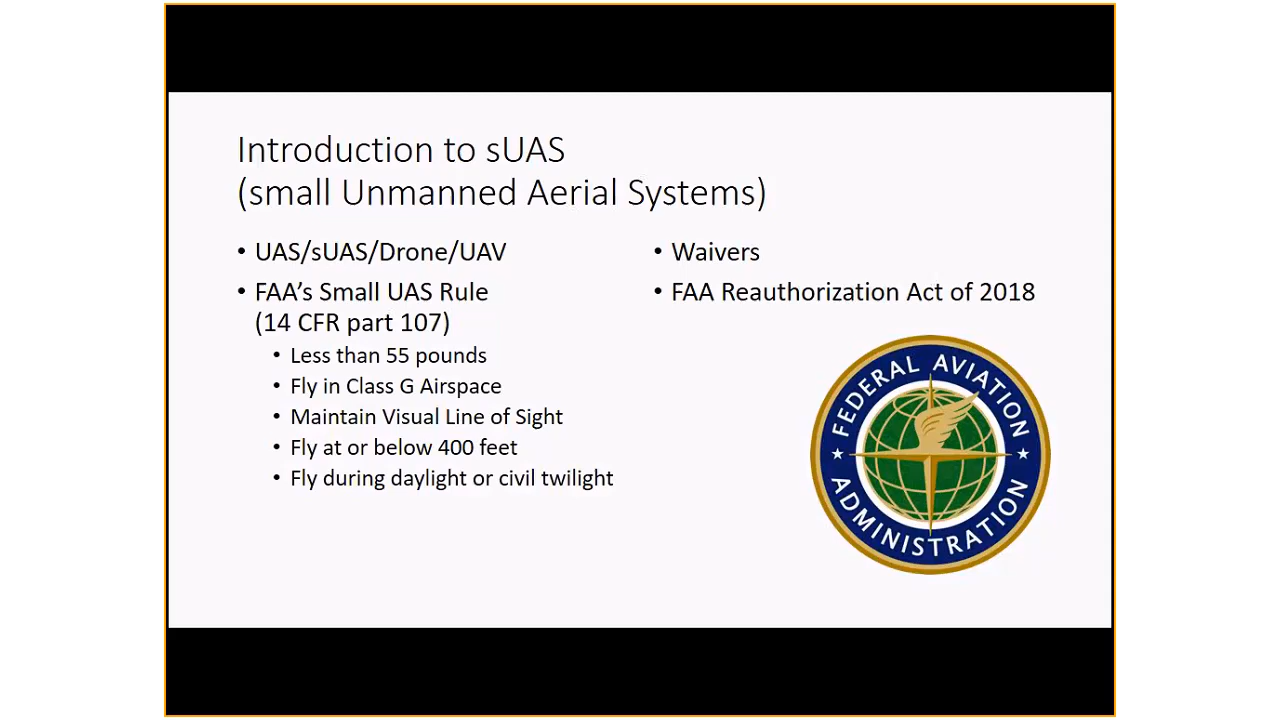 Introduction to sUAS
(small Unmanned Aerial Systems)
• UAS/sUAS/Drone/UAV
• FAA’s Small UAS Rule
(14 CFR part 107)
• Less than 55 pounds
• Fly in Class G Airspace
• Maintain Visual Line of Sight
• Fly at or below 400 feet
• Fly during daylight or civil twilight
• Waivers
• FAA Reauthorization Act of 2018
FEDERAL AVIATION
ADMINISTRATION